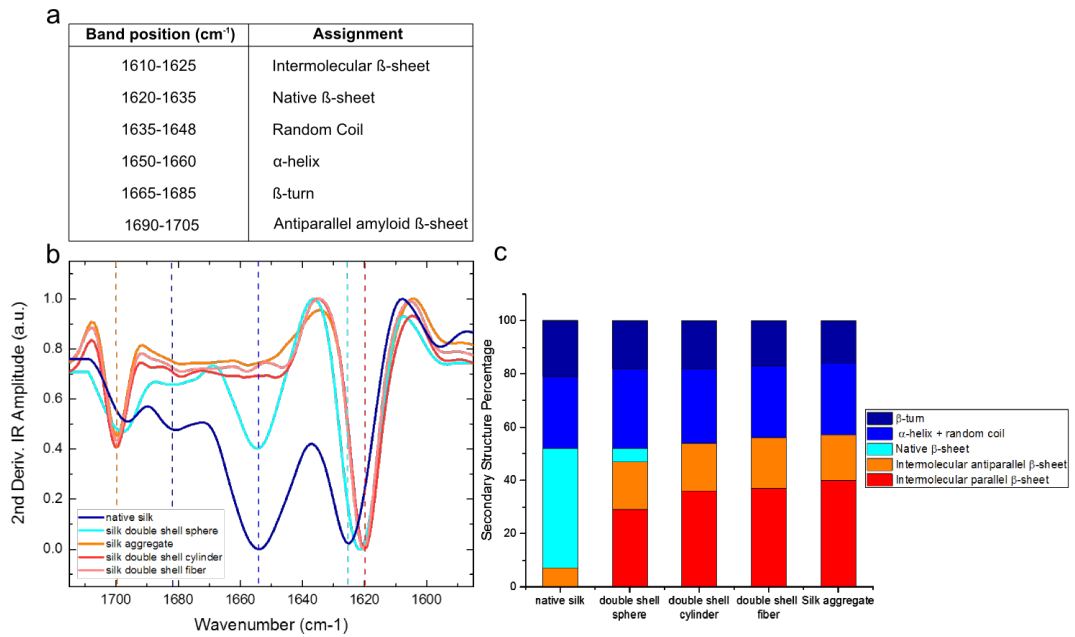 a
Band position (cm-1) Assignment
1610-1625 Intermolecular ß-sheet
1620-1635 Native ß-sheet
1635-1648 Random Coil
1650-1660 α-helix
1665-1685 ß-turn
1690-1705 Antiparallel amyloid ß-sheet
b
2nd Deriv. IR Amplitude (a.u.)
1.0
0.8
0.6
0.4
0.2
0.0
native silk
silk double shell sphere
silk aggregate
silk double shell cylinder
silk double shell fiber
1700 1680 1660 1640 1620 1600
Wavenumber (cm-1)
c
Secondary Structure Percentage
100
80
60
40
20
0
native silk double shell sphere double shell cylinder double shell fiber Silk aggregate
β-turn
α-helix + random coil
Native β-sheet
Intermolecular antiparallel β-sheet
Intermolecular parallel β-sheet